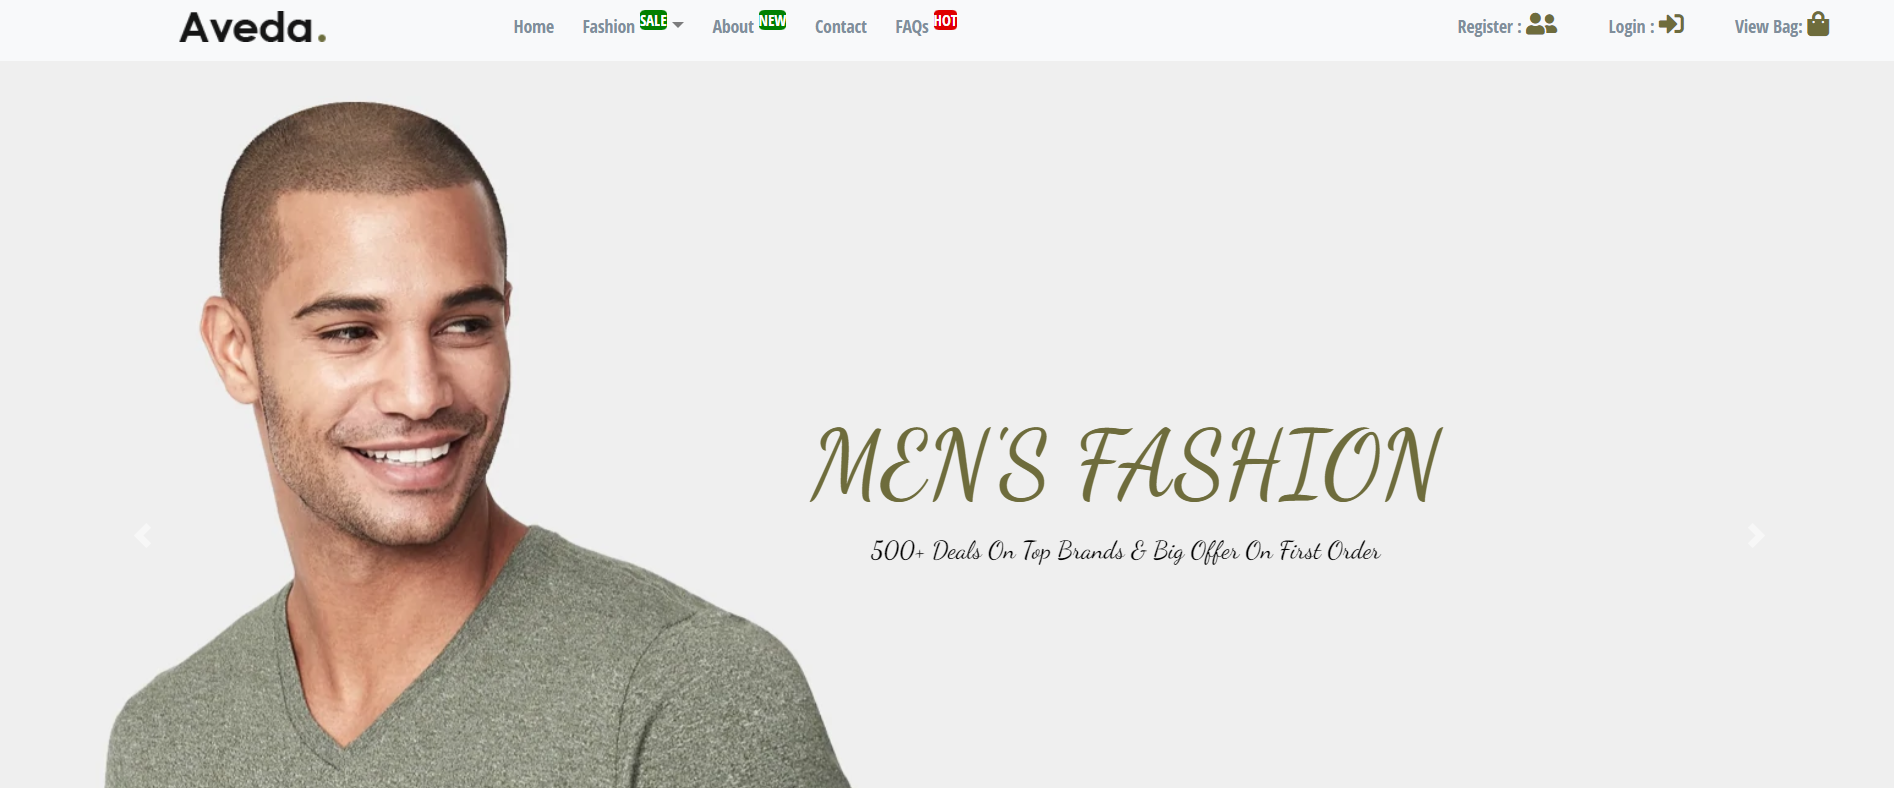 Aveda.
Home Fashion SALE About NEW Contact FAQs HOT
Register : Login : View Bag:
MEN'S FASHION
500+ Deals On Top Brands & Big Offer On First Order